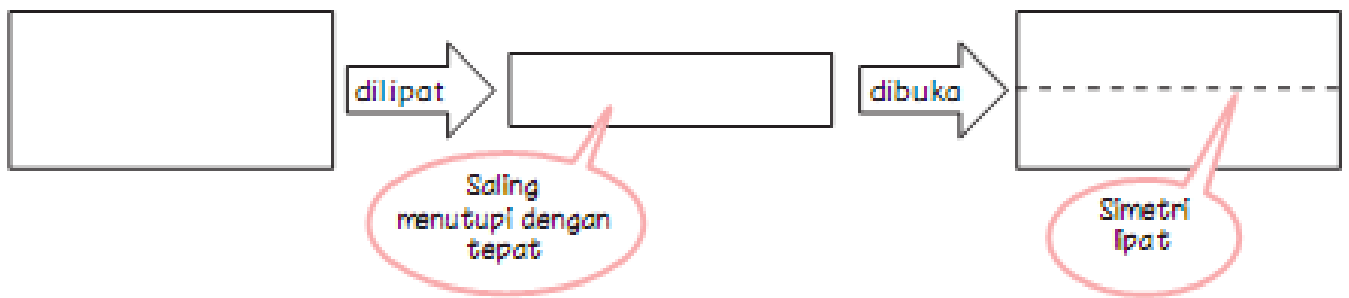 dilipat
Saling
menutupi dengan
tepat
dibuka
Simetri
lipat